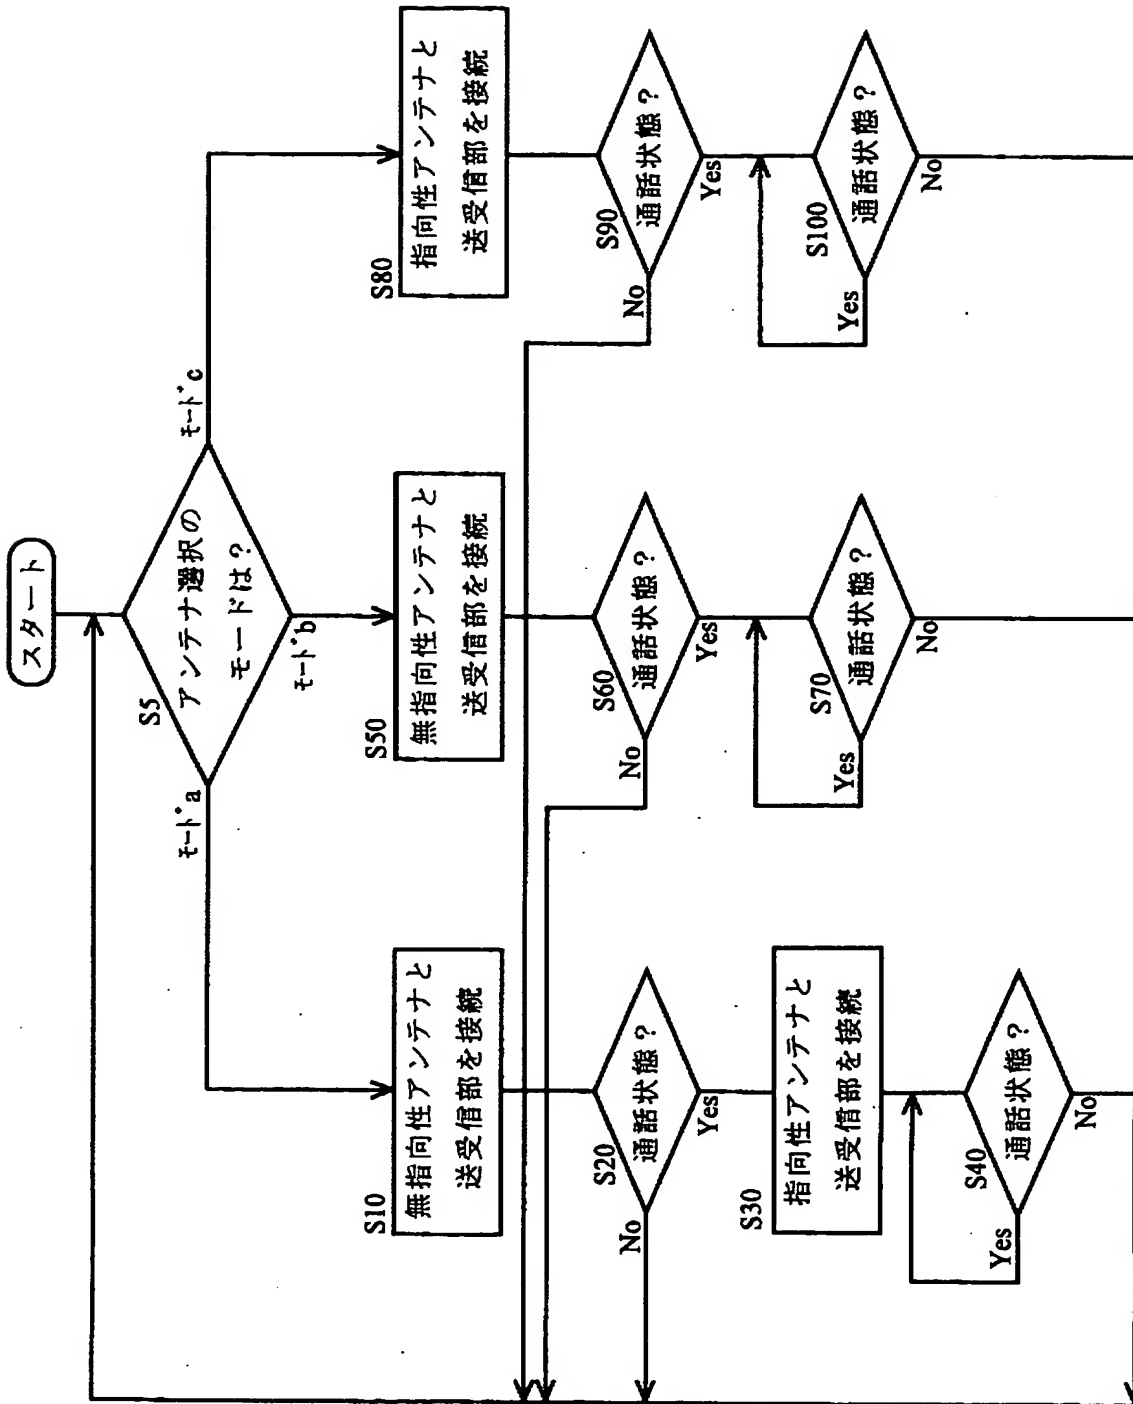 スタート
S5
アンテナ選択の
モードは?
モードa
モードb
モードc
S10
無指向性アンテナと
送受信部を接続
S20
通話状態?
No
Yes
S30
指向性アンテナと
送受信部を接続
S40
通話状態?
Yes
No
S50
無指向性アンテナと
送受信部を接続
S60
通話状態?
No
Yes
S70
通話状態?
Yes
No
S80
指向性アンテナと
送受信部を接続
S90
通話状態?
No
Yes
S100
通話状態?
Yes
No